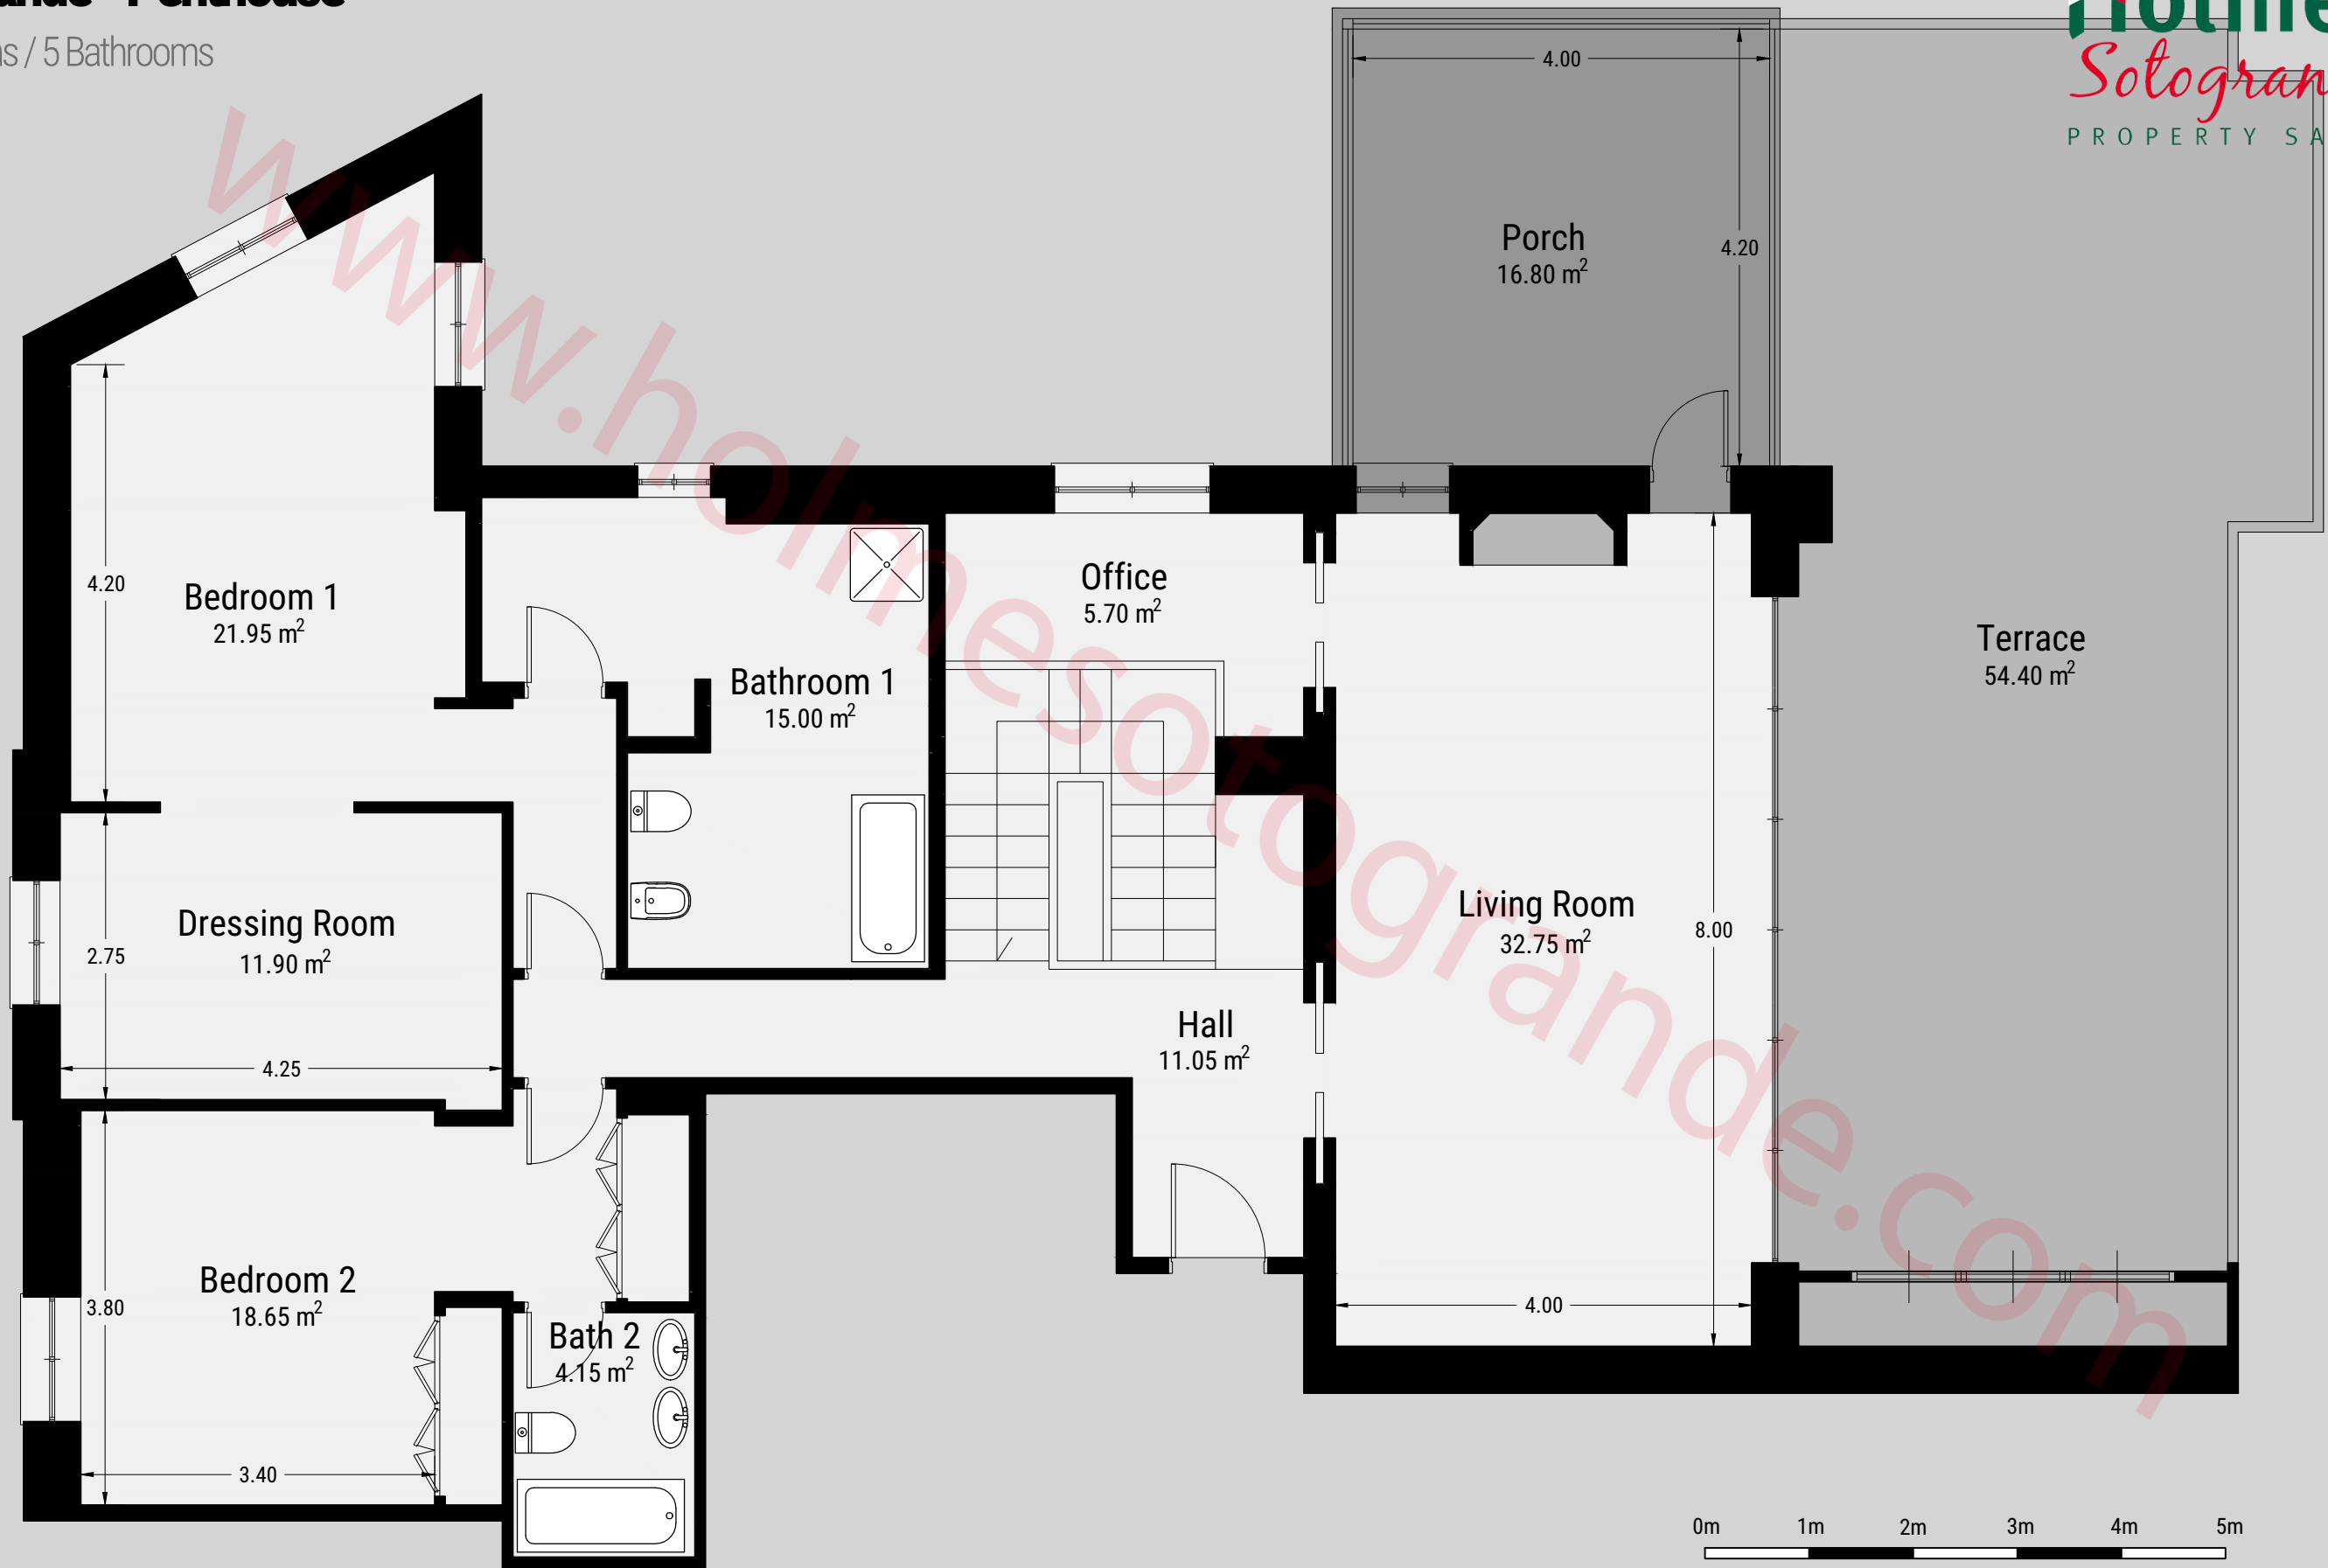 Penthouse
/ 5 Bathrooms
Sotogran
PROPERTY SA
4.00
Porch
16.80 m²
4.20
Bedroom 1
21.95 m²
4.20
Office
5.70 m²
Bathroom 1
15.00 m²
Terrace
54.40 m²
Living Room
32.75 m²
8.00
Dressing Room
11.90 m²
2.75
4.25
Hall
11.05 m²
Bedroom 2
18.65 m²
3.80
3.40
Bath 2
4.15 m²
4.00
0m 1m 2m 3m 4m 5m
www.holmesotogrande.com